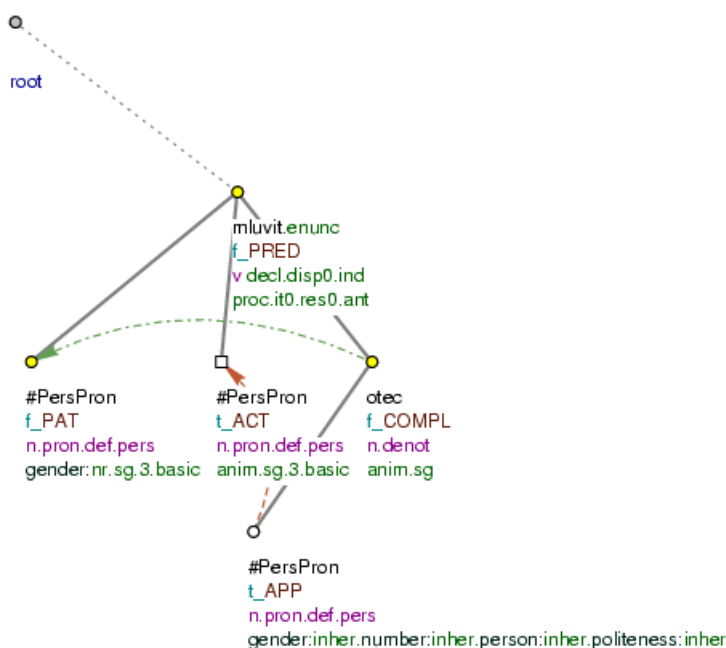 root
mluvit.enunc
f_PRED
v decl.disp0.ind
proc.it0.res0.ant
#PersPron
f_PAT
n.pron.def.pers
gender:nr.sg.3.basic
#PersPron
t_ACT
n.pron.def.pers
anim.sg.3.basic
otec
f_COMPL
n.denot
anim.sg
#PersPron
t_APP
n.pron.def.pers
gender:inher.number:inher.person:inher.politeness:inher